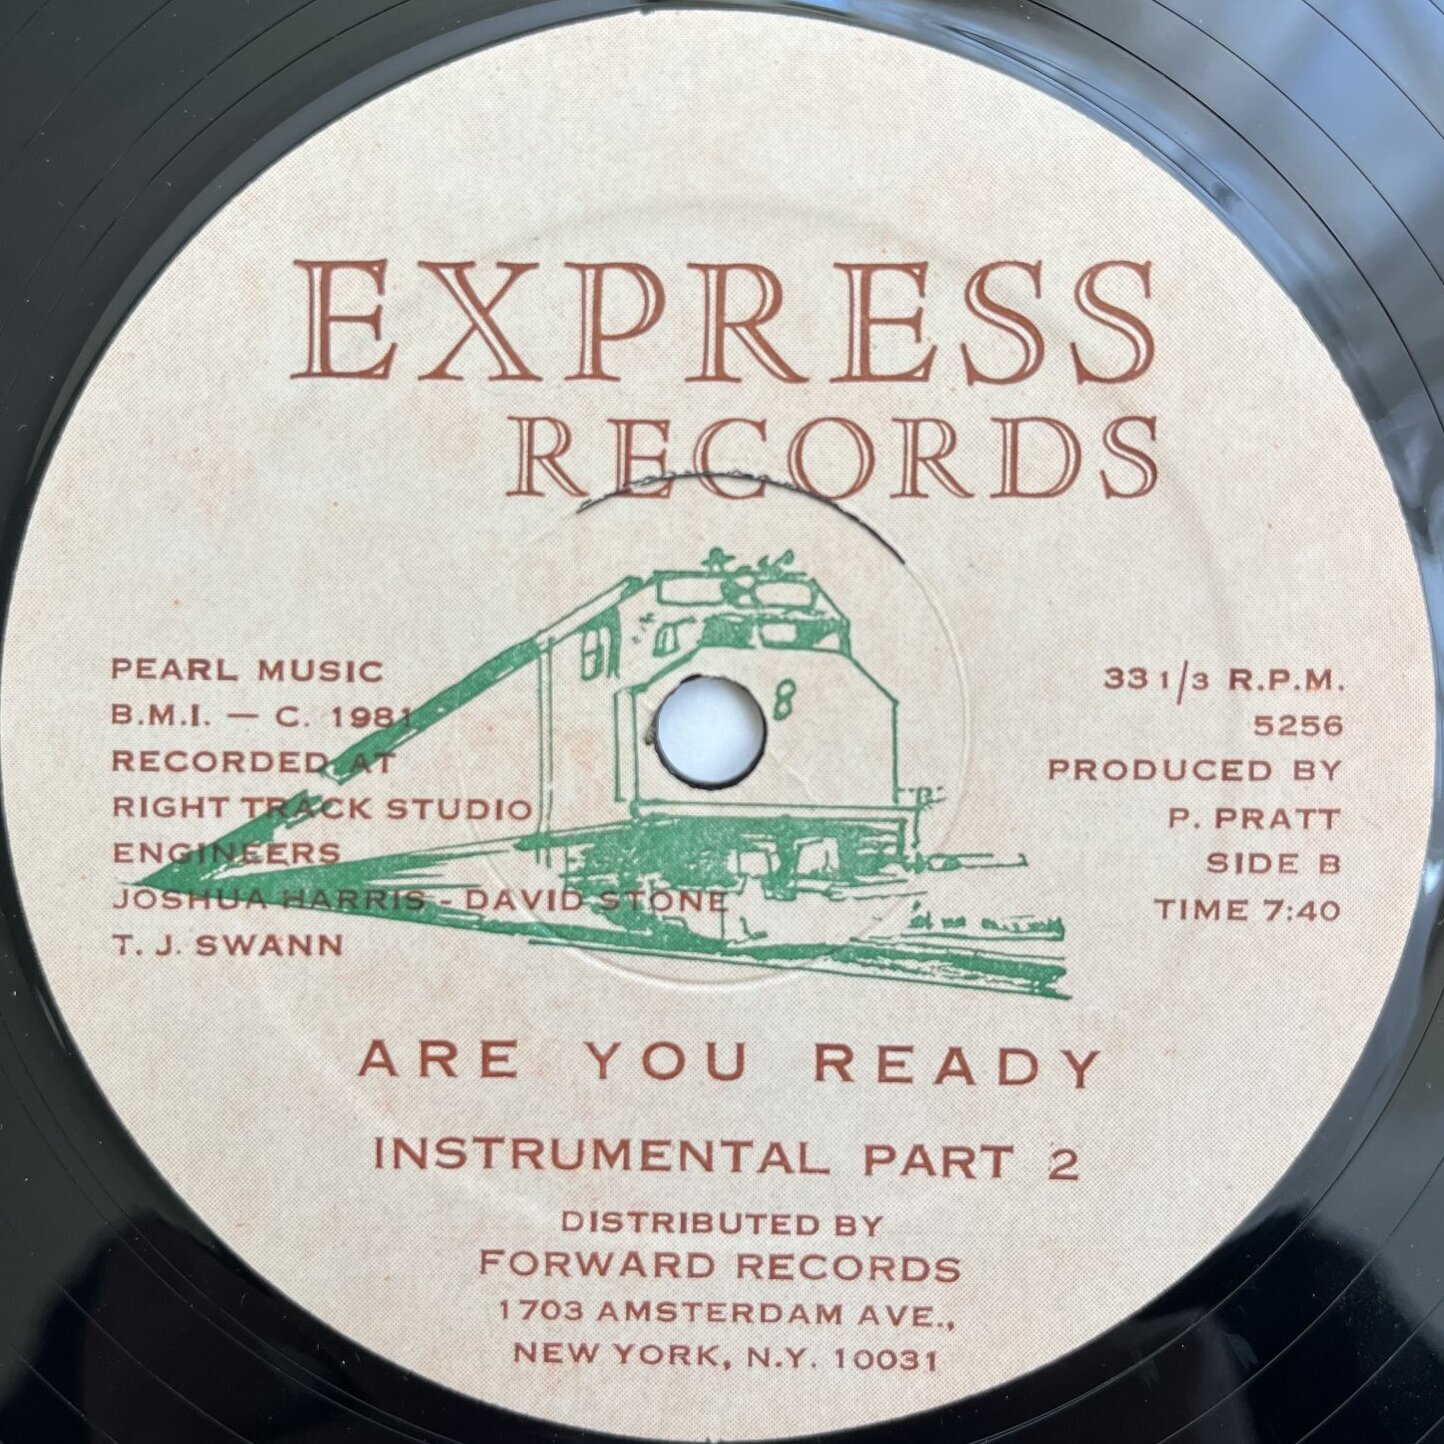 EXPRESS
RECORDS
8
PEARL MUSIC
B.M.I. — C. 1981
RECORDED AT
RIGHT TRACK STUDIO
ENGINEERS
JOSHUA HARRIS - DAVID STONE
T. J. SWANN
33 1/3 R.P.M.
5256
PRODUCED BY
P. PRATT
SIDE B
TIME 7:40
ARE YOU READY
INSTRUMENTAL PART 2
DISTRIBUTED BY
FORWARD RECORDS
1703 AMSTERDAM AVE.,
NEW YORK, N.Y. 10031